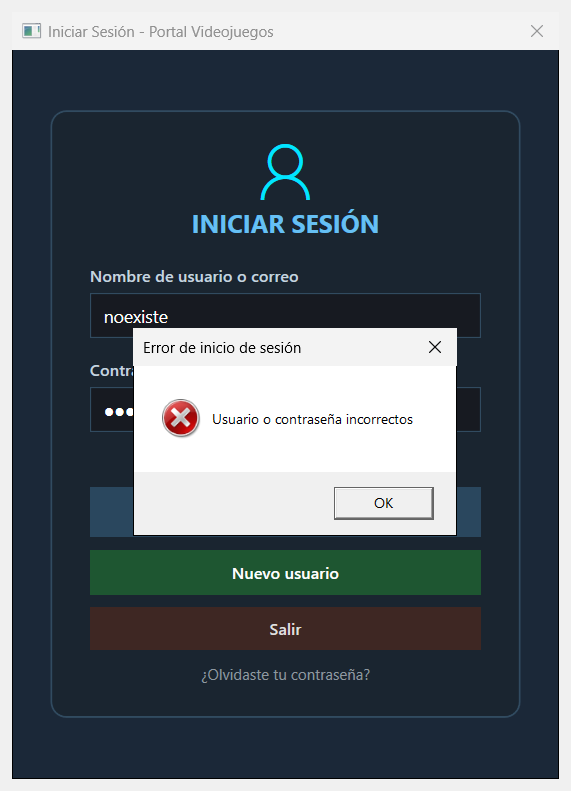 Iniciar Sesión - Portal Videojuegos
INICIAR SESIÓN
Nombre de usuario o correo
noexiste
Error de inicio de sesión
Usuario o contraseña incorrectos
OK
Nuevo usuario
Salir
¿Olvidaste tu contraseña?